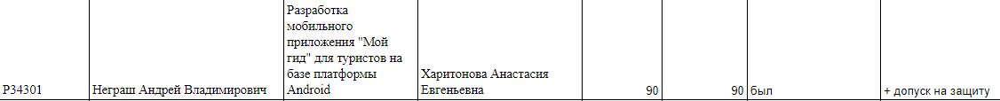 Разработка
мобильного
приложения "Мой
гид" для туристов на
базе платформы
Android
Харитонова Анастасия
Евгеньевна
P34301
Неграш Андрей Владимирович
90
90
был
+ допуск на защиту